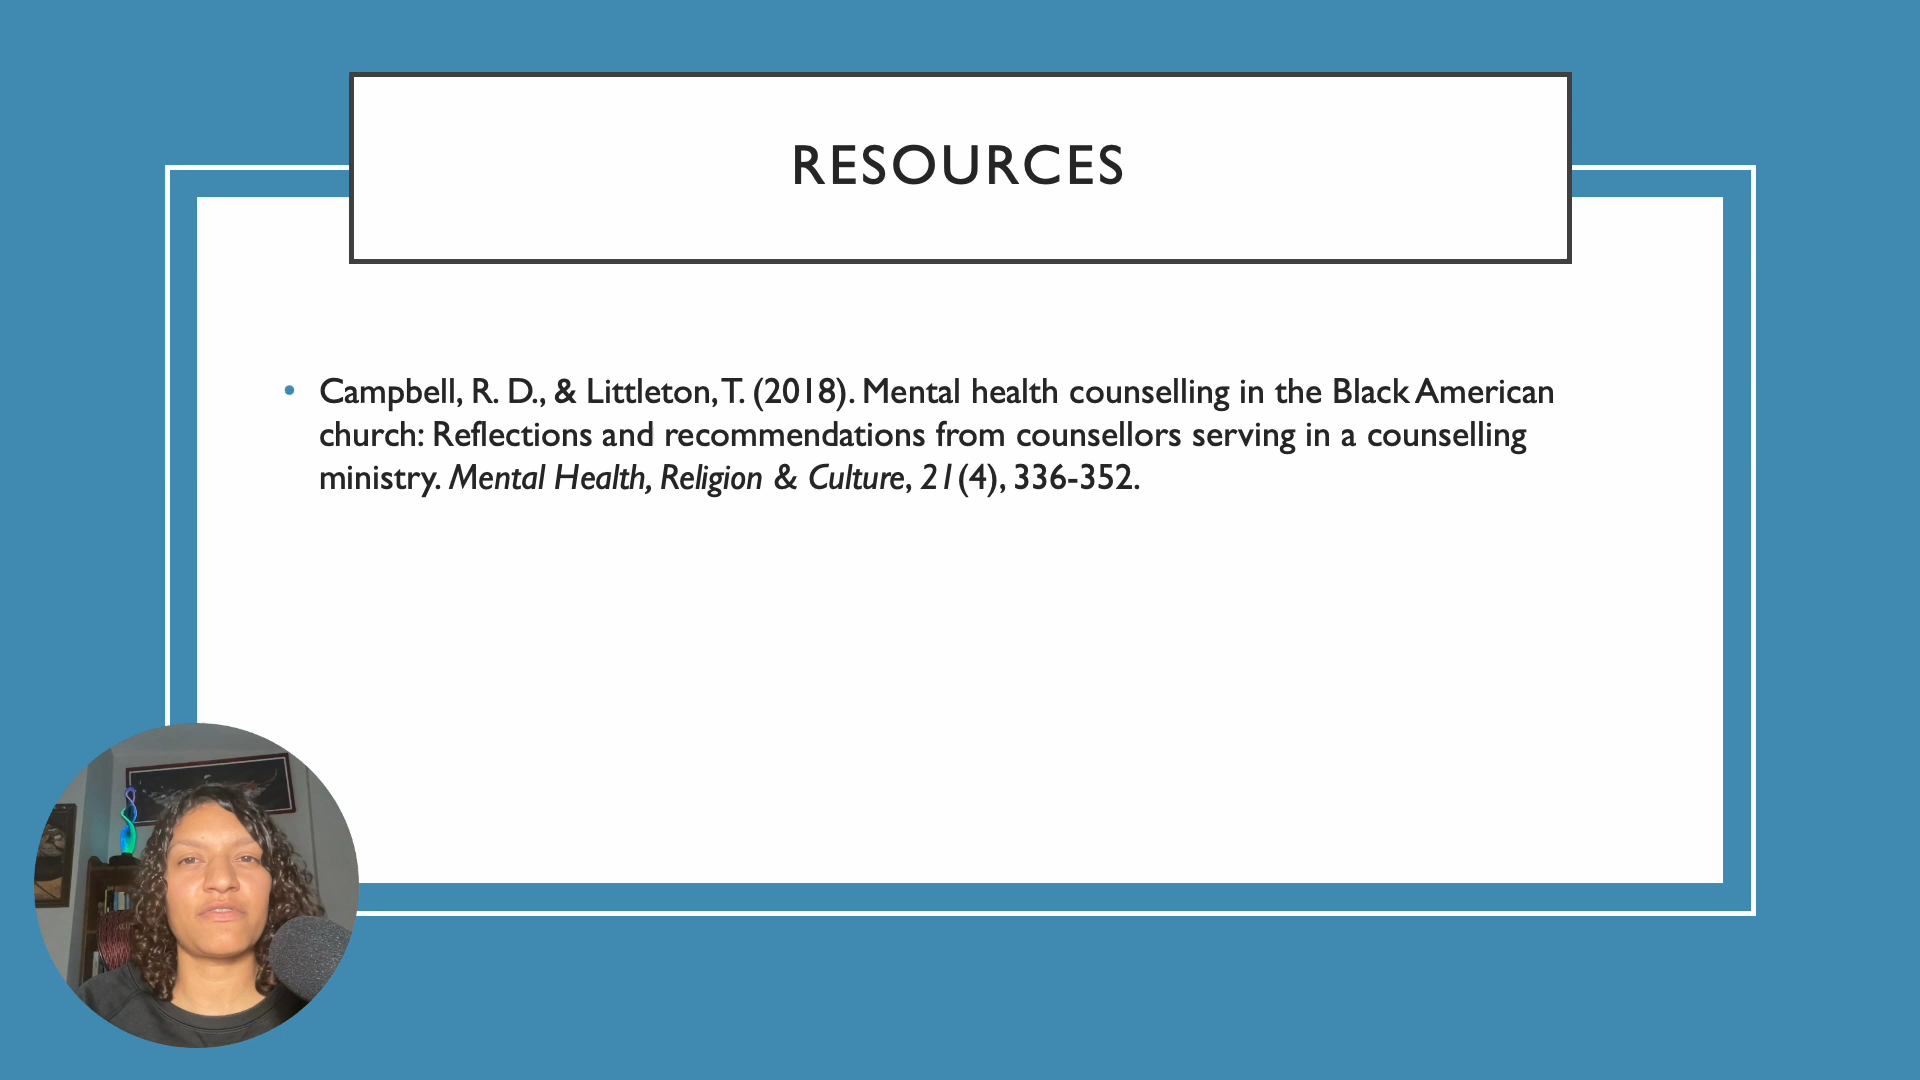 RESOURCES
• Campbell, R. D., & Littleton, T. (2018). Mental health counselling in the Black American
church: Reflections and recommendations from counsellors serving in a counselling
ministry. Mental Health, Religion & Culture, 21(4), 336-352.